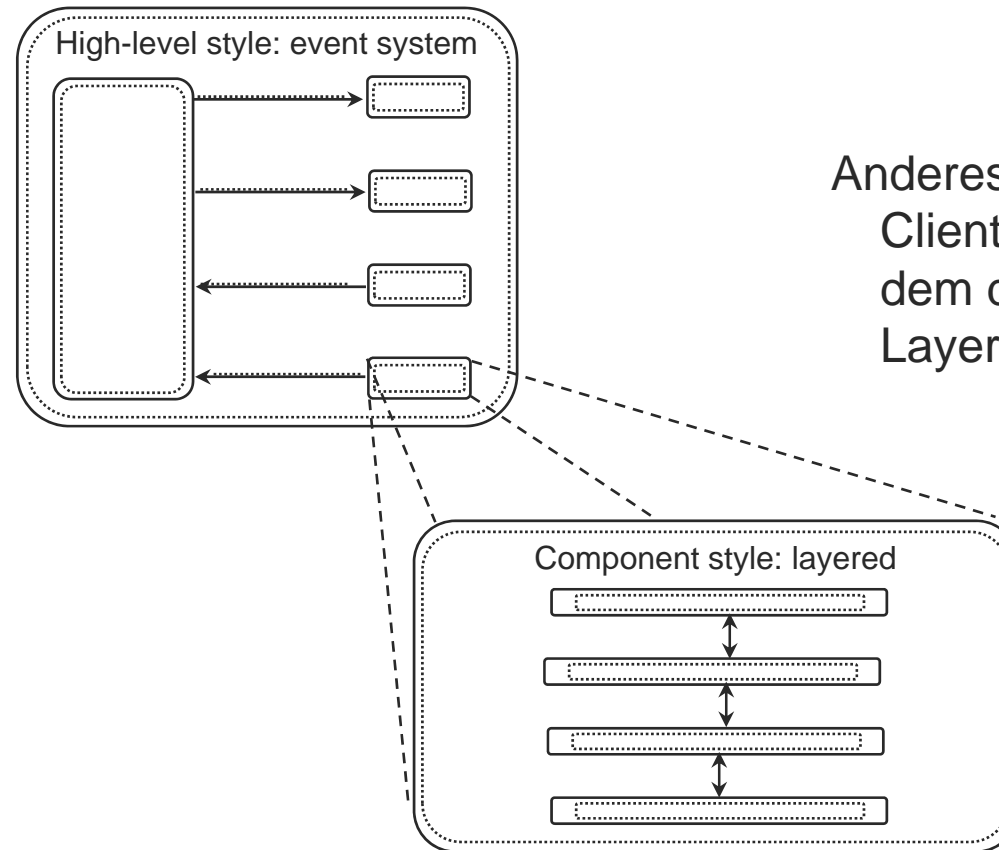 High-level style: event system
Anderes
Client
dem
Layer
Component style: layered